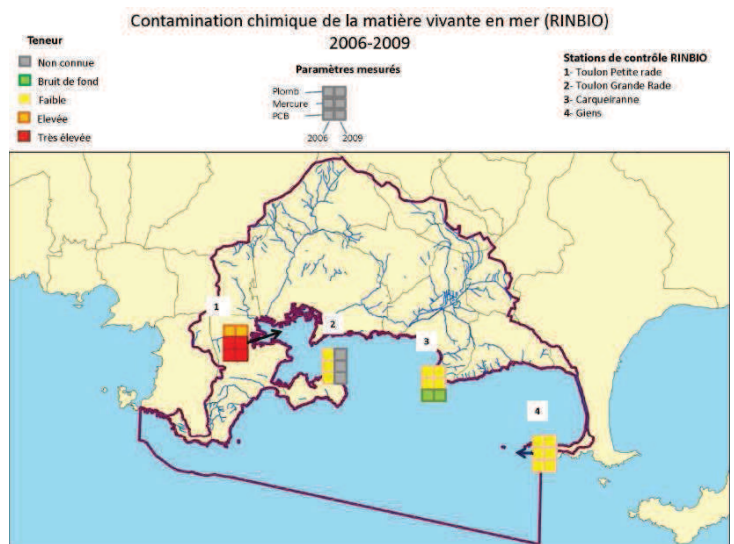 Contamination chimique de la matière vivante en mer (RINBIO)
2006-2009
Teneur
Non connue
Bruit de fond
Faible
Elevée
Très élevée
Paramètres mesurés
Plomb
Mercure
PCB
2006 2009
Stations de contrôle RINBIO
1- Toulon Petite rade
2- Toulon Grande Rade
3- Carqueiranne
4- Giens
1
2
3
4